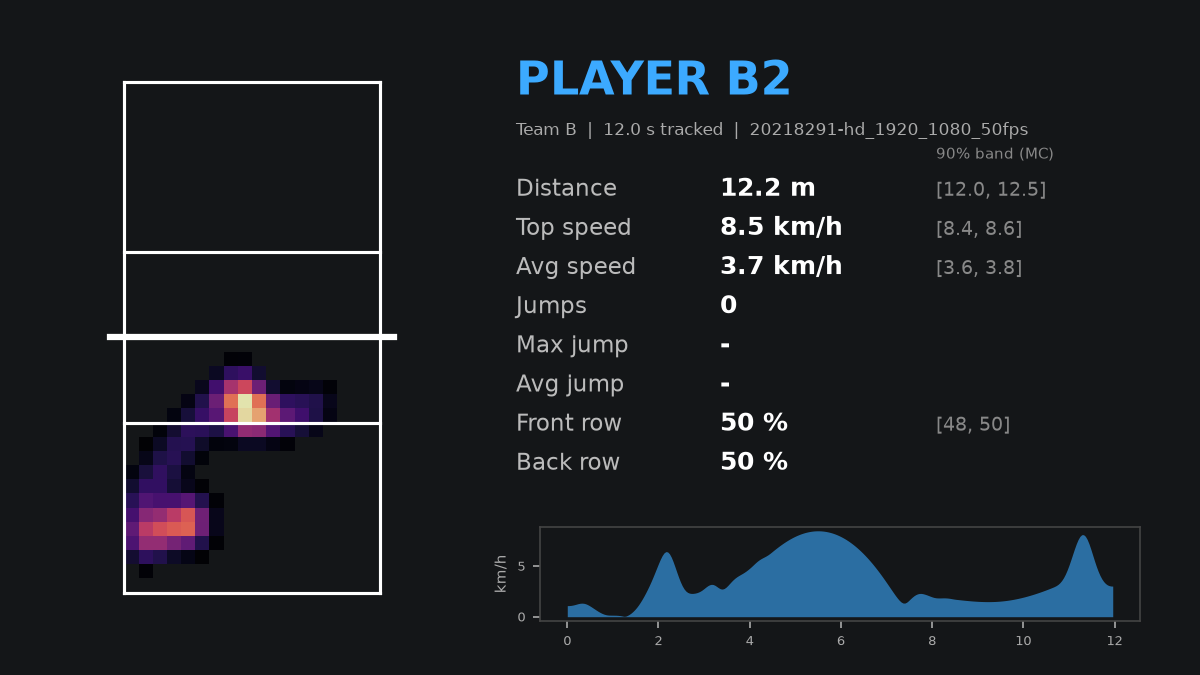 PLAYER B2
Team B | 12.0 s tracked | 20218291-hd_1920_1080_50fps
90% band (MC)
Distance 12.2 m [12.0, 12.5]
Top speed 8.5 km/h [8.4, 8.6]
Avg speed 3.7 km/h [3.6, 3.8]
Jumps 0
Max jump -
Avg jump -
Front row 50 % [48, 50]
Back row 50 %
km/h
5
0
0 2 4 6 8 10 12